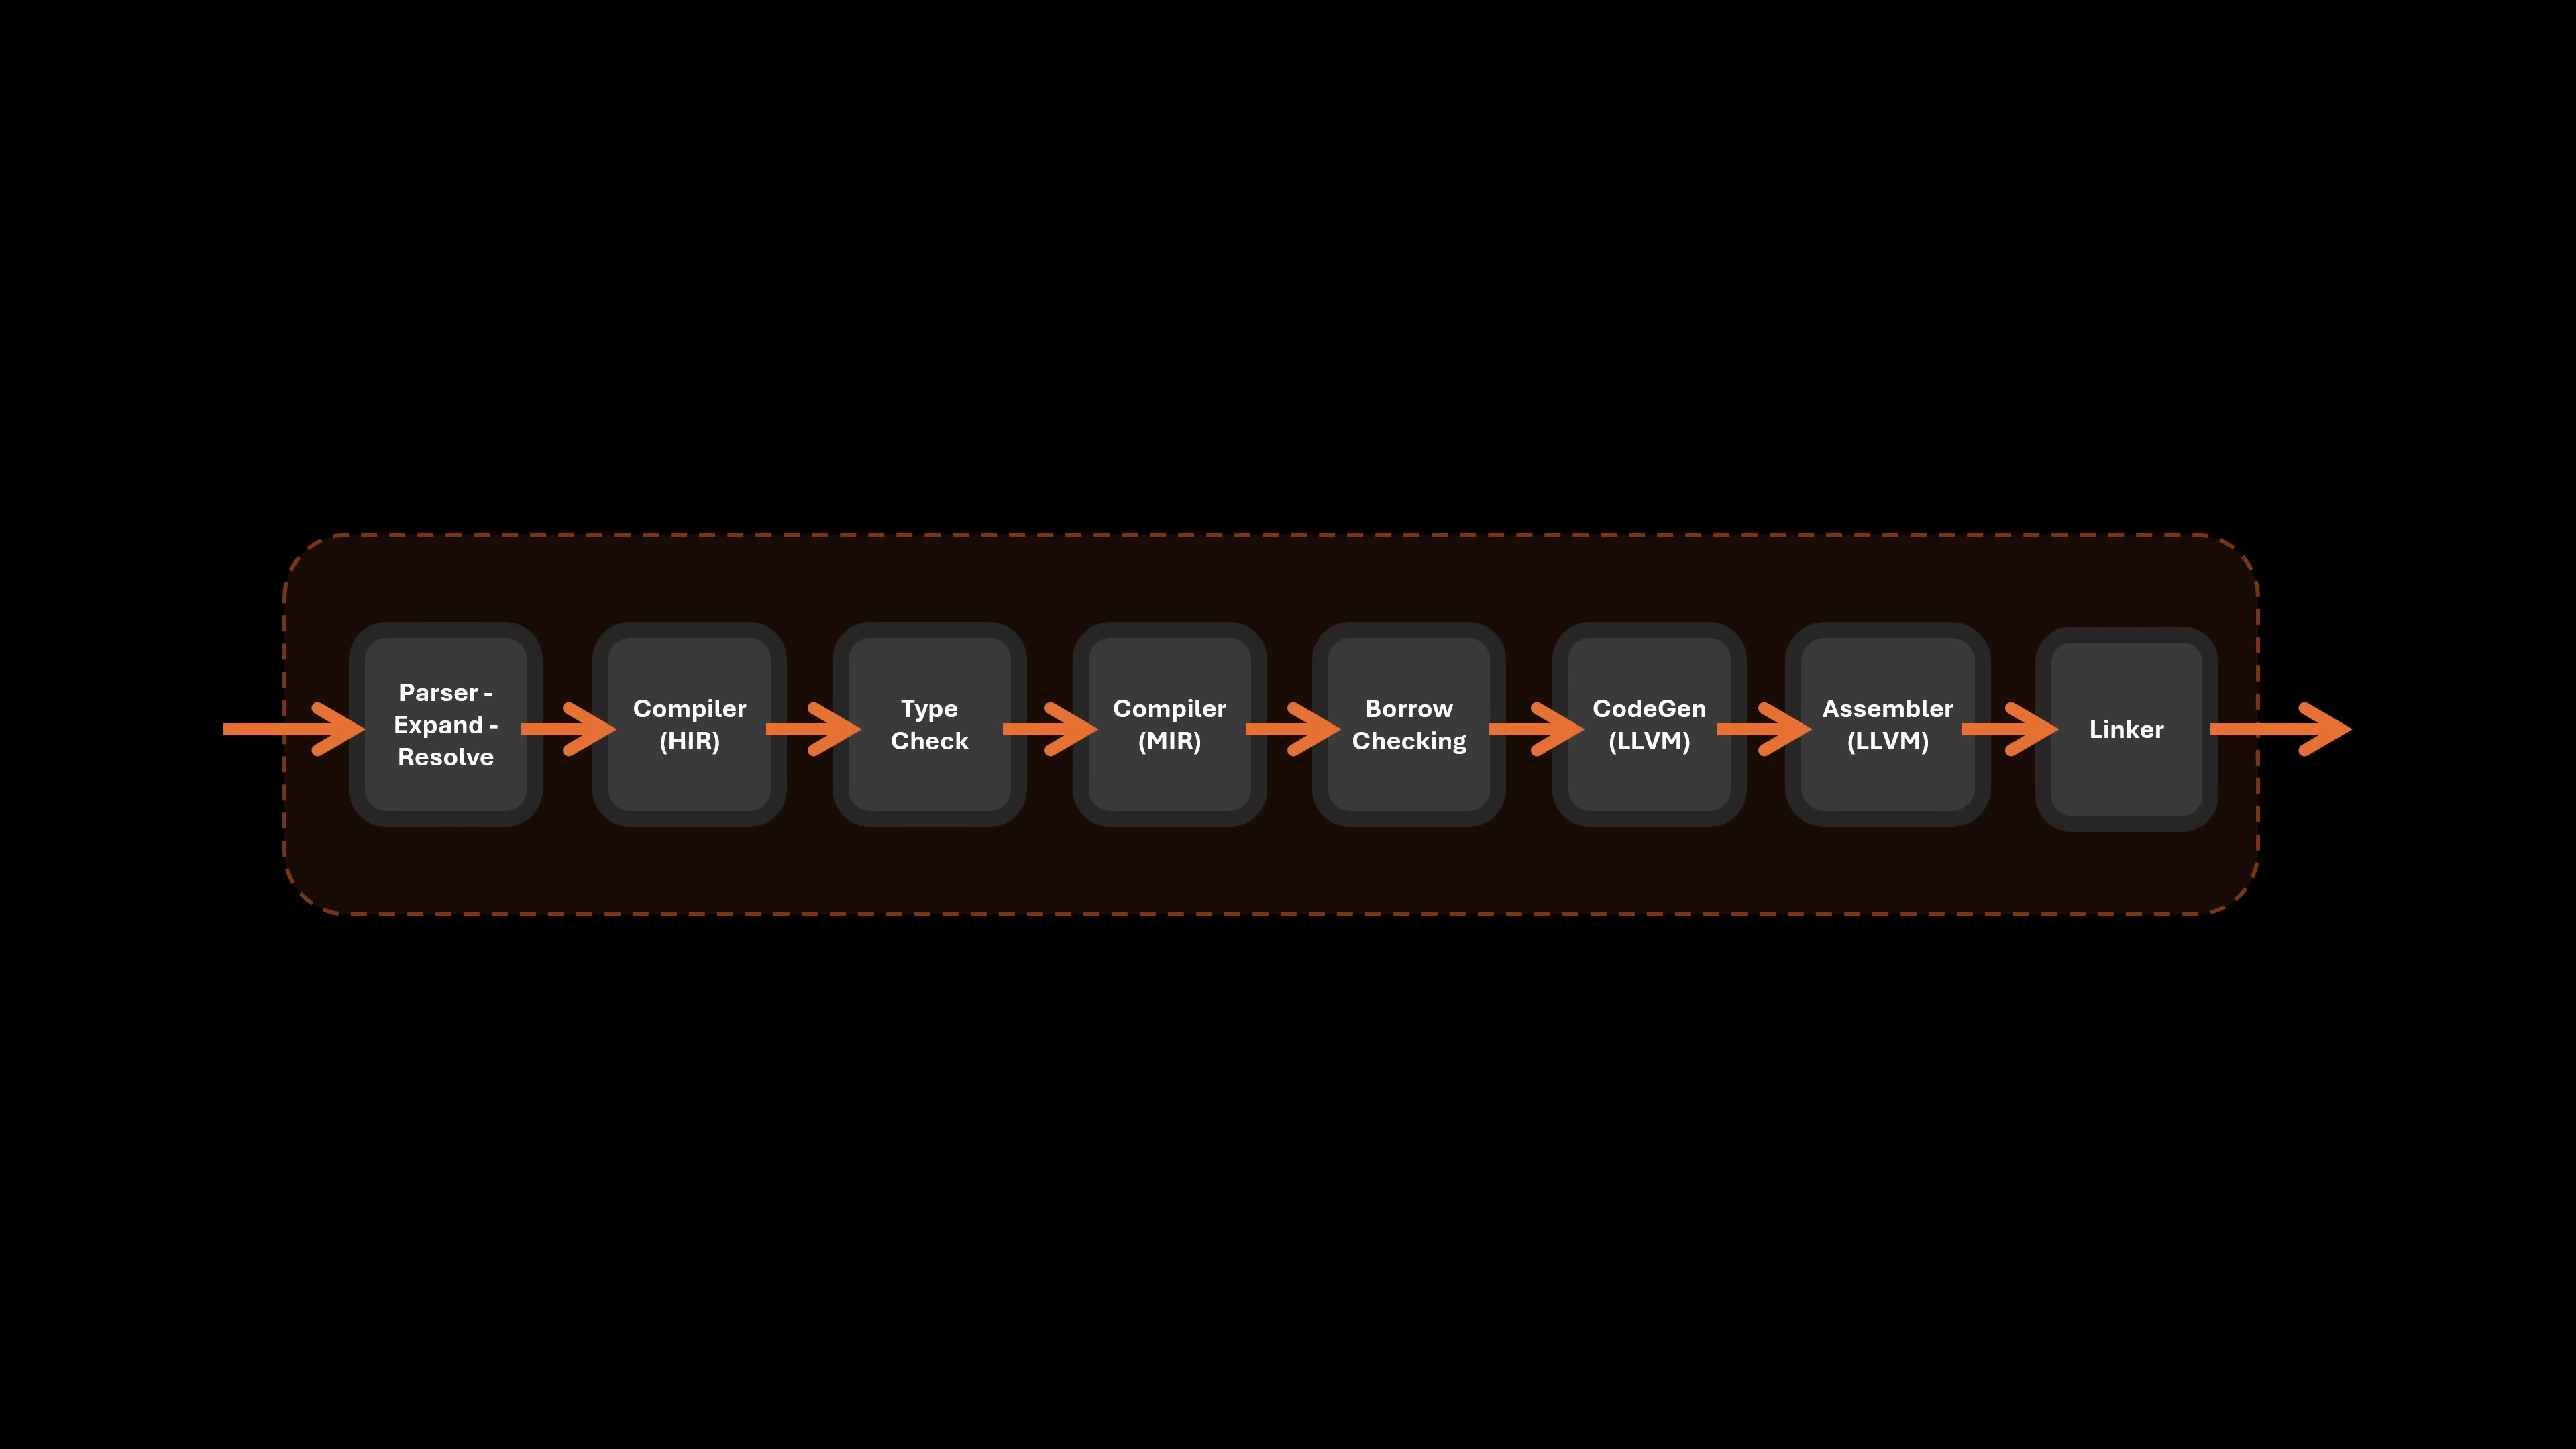 Parser -
Expand -
Resolve
Compiler
(HIR)
Type
Check
Compiler
(MIR)
Borrow
Checking
CodeGen
(LLVM)
Assembler
(LLVM)
Linker